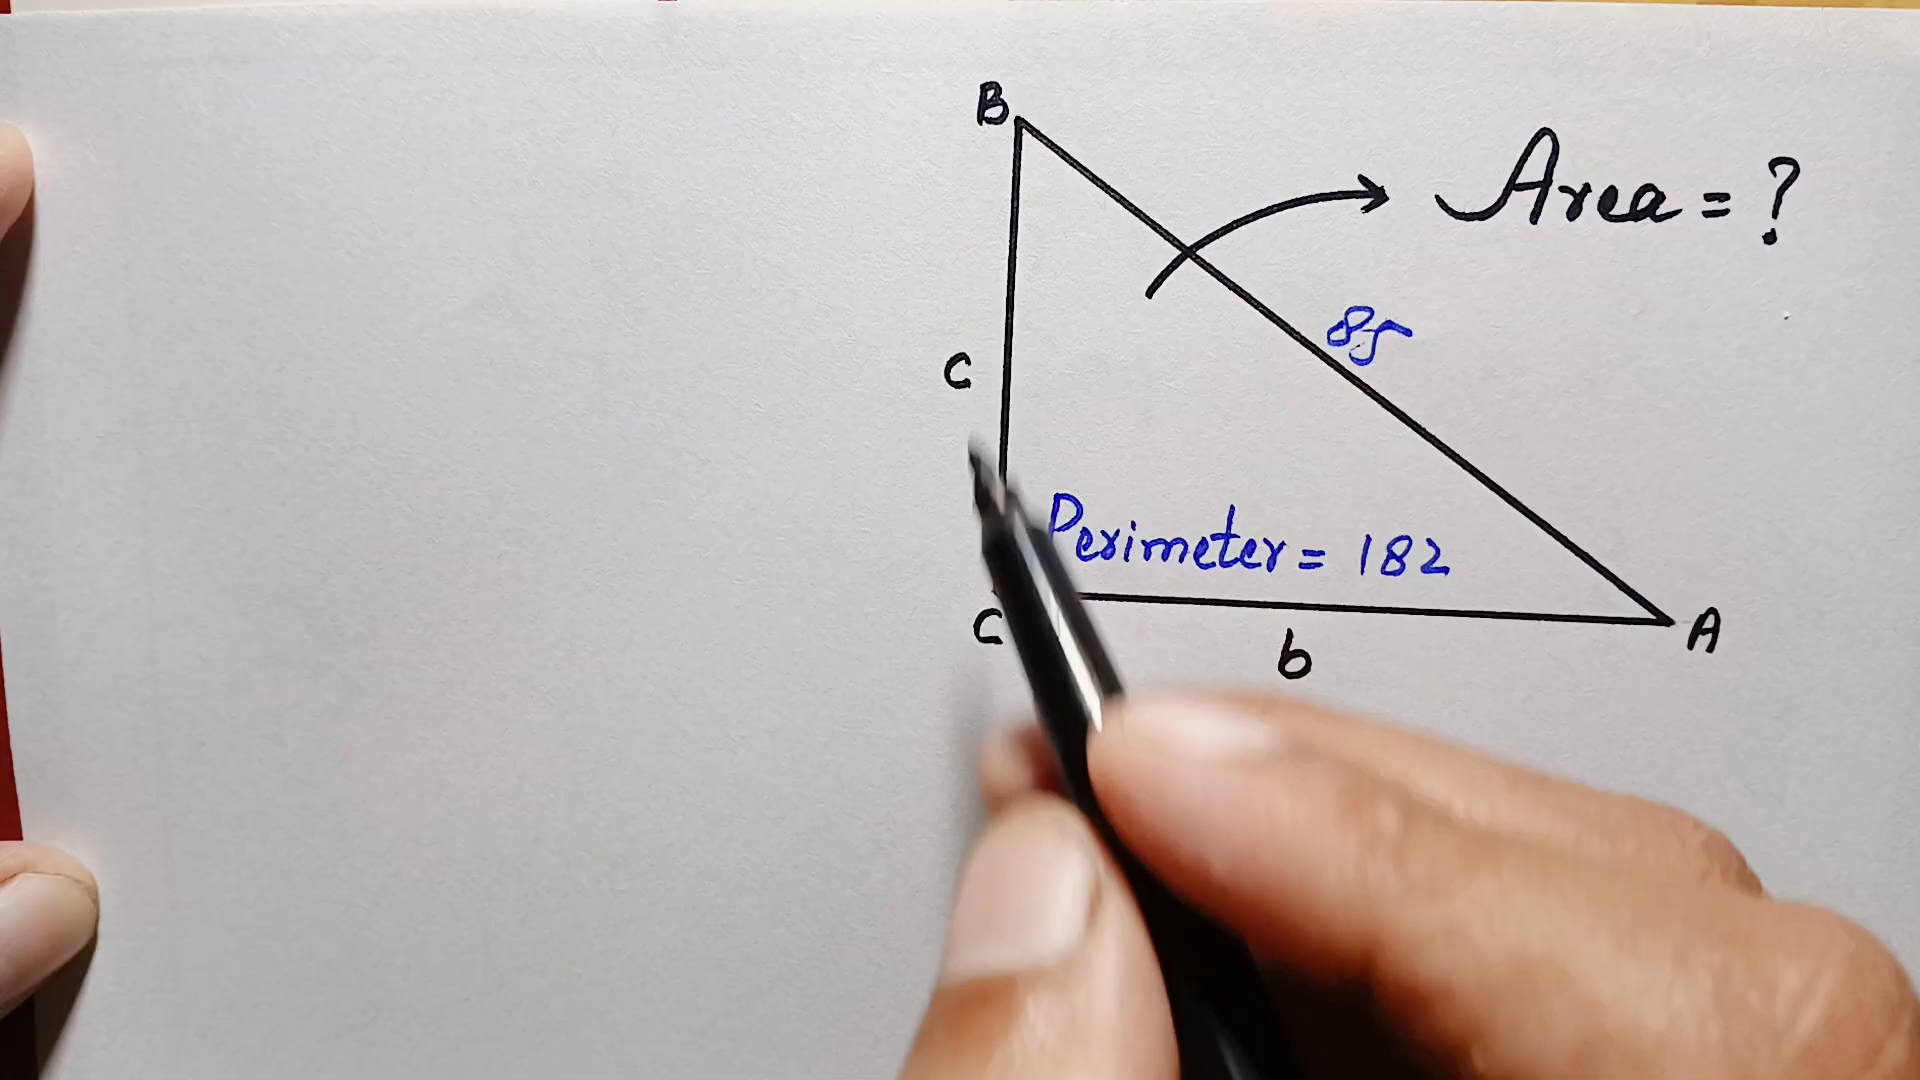 B
Area = ?
85
c
Perimeter = 182
C
b
A